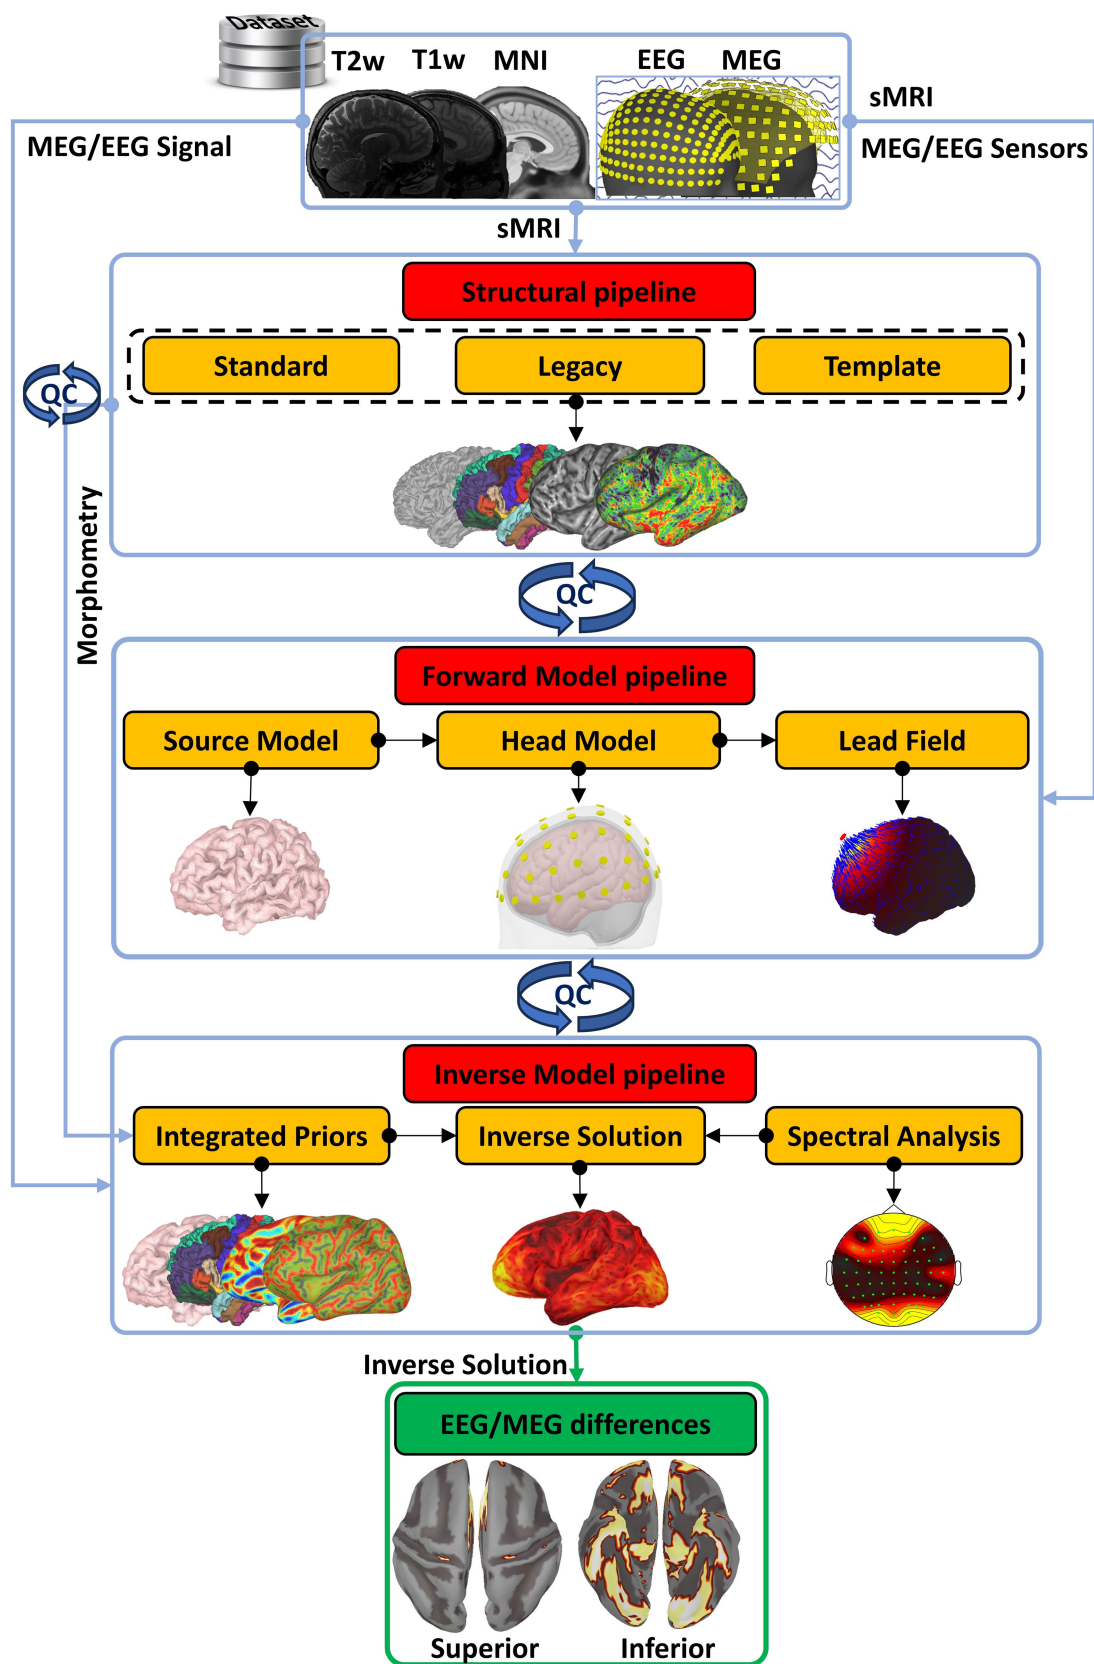 Dataset
T2w T1w MNI EEG MEG
sMRI
MEG/EEG Signal
MEG/EEG Sensors
sMRI
Structural pipeline
Standard Legacy Template
QC
Morphometry
QC
Forward Model pipeline
Source Model Head Model Lead Field
QC
Inverse Model pipeline
Integrated Priors Inverse Solution Spectral Analysis
Inverse Solution
EEG/MEG differences
Superior Inferior